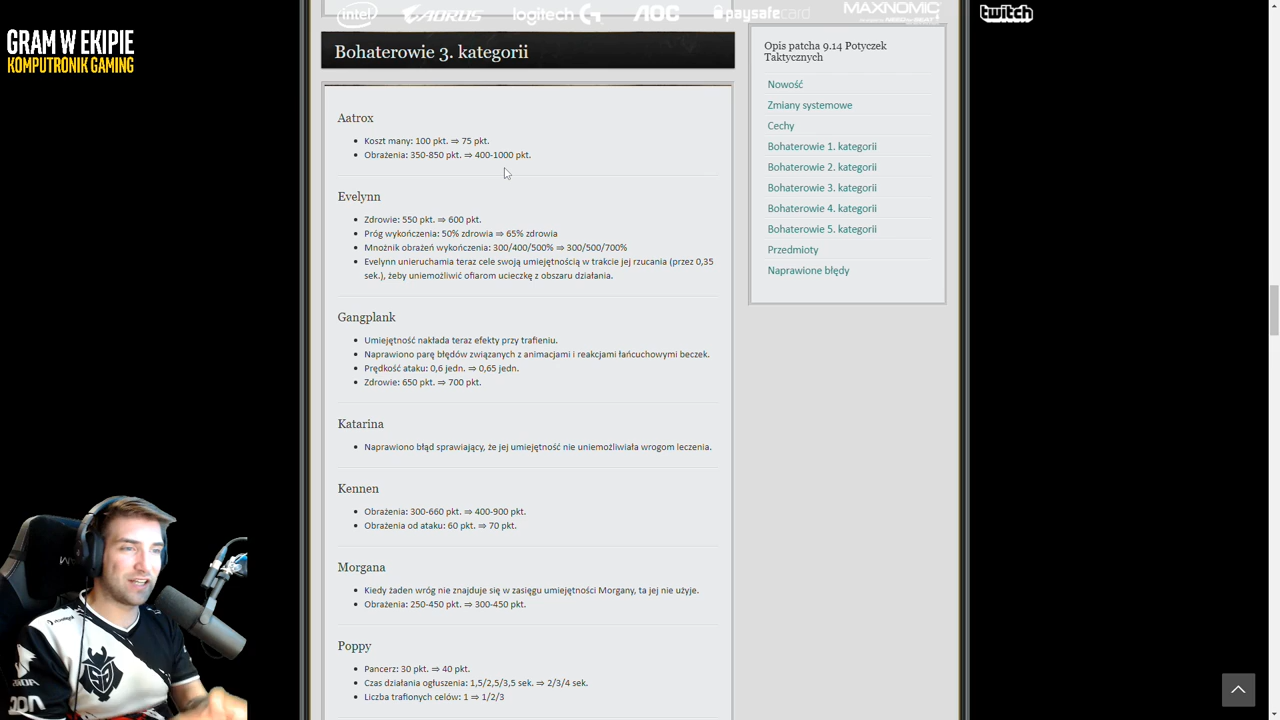 intel
AORUS
logitech G
AOC
paysafecard
MAXNOMIC
twitch
GRAM W EKIPIE
KOMPUTRONIK GAMING
Bohaterowie 3. kategorii
Aatrox
Koszt many: 100 pkt. ⇒ 75 pkt.
Obrażenia: 350-850 pkt. ⇒ 400-1000 pkt.
Evelynn
Zdrowie: 550 pkt. ⇒ 600 pkt.
Próg wykończenia: 50% zdrowia ⇒ 65% zdrowia
Mnożnik obrażeń wykończenia: 300/400/500% ⇒ 300/500/700%
Evelynn unieruchamia teraz cele swoją umiejętnością w trakcie jej rzucania (przez 0,35
sek.), żeby uniemożliwić ofiarom ucieczkę z obszaru działania.
Gangplank
Umiejętność nakłada teraz efekty przy trafieniu.
Naprawiono parę błędów związanych z animacjami i reakcjami łańcuchowymi beczek.
Prędkość ataku: 0,6 jedn. ⇒ 0,65 jedn.
Zdrowie: 650 pkt. ⇒ 700 pkt.
Katarina
Naprawiono błąd sprawiający, że jej umiejętność nie uniemożliwiała wrogom leczenia.
Kennen
Obrażenia: 300-660 pkt. ⇒ 400-900 pkt.
Obrażenia od ataku: 60 pkt. ⇒ 70 pkt.
Morgana
Kiedy żaden wróg nie znajduje się w zasięgu umiejętności Morgany, ta jej nie użyje.
Obrażenia: 250-450 pkt. ⇒ 300-450 pkt.
Poppy
Pancerz: 30 pkt. ⇒ 40 pkt.
Czas działania ogłuszenia: 1,5/2,5/3,5 sek. ⇒ 2/3/4 sek.
Liczba trafionych celów: 1 ⇒ 1/2/3
Opis patcha 9.14 Potyczek
Taktycznych
Nowość
Zmiany systemowe
Cechy
Bohaterowie 1. kategorii
Bohaterowie 2. kategorii
Bohaterowie 3. kategorii
Bohaterowie 4. kategorii
Bohaterowie 5. kategorii
Przedmioty
Naprawione błędy